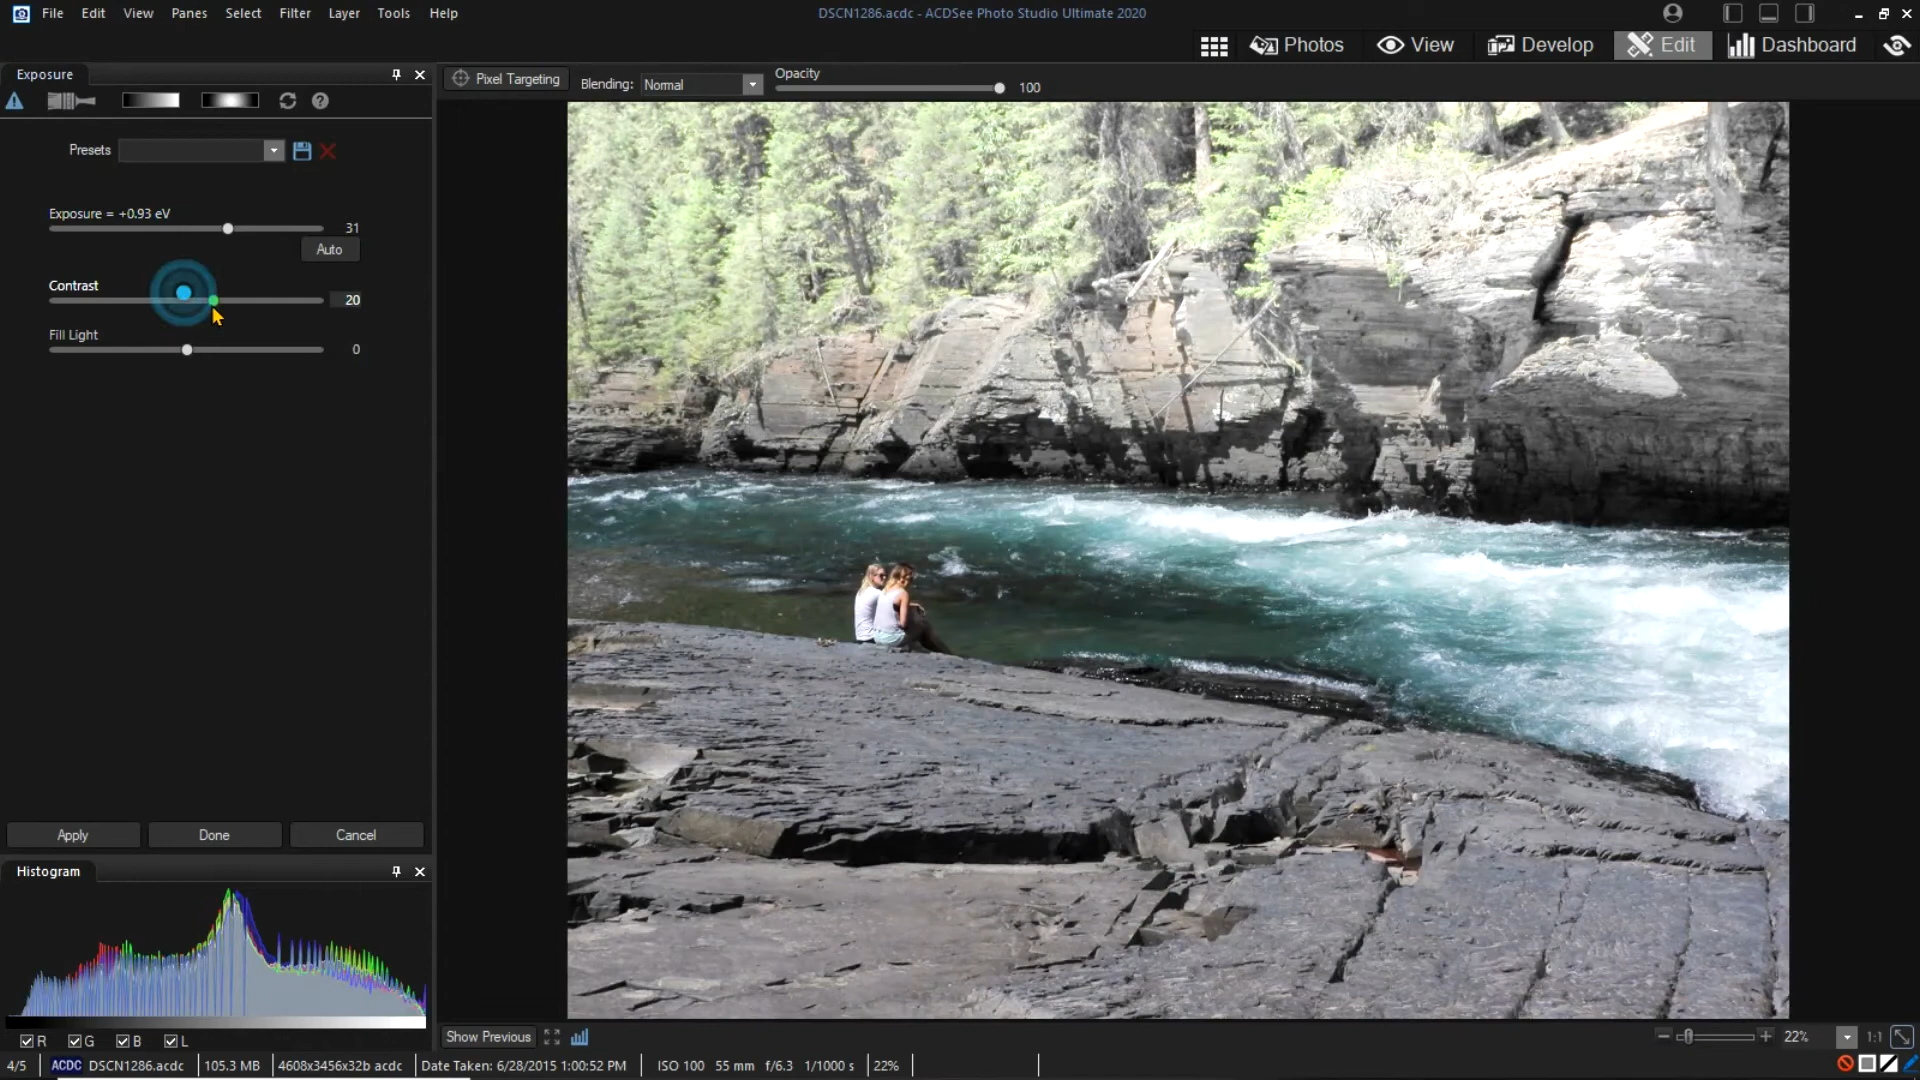 File Edit View Panes Select Filter Layer Tools Help
DSCN1286.acdc - ACDSee Photo Studio Ultimate 2020
Photos View Develop Edit Dashboard
Exposure
Pixel Targeting Blending: Normal Opacity 100
Presets
Exposure = +0.93 eV
31
Auto
Contrast
20
Fill Light
0
Apply Done Cancel
Histogram
R G B L
Show Previous
22% 1:1
4/5 ACDC DSCN1286.acdc 105.3 MB 4608x3456x32b acdc Date Taken: 6/28/2015 1:00:52 PM ISO 100 55 mm f/6.3 1/1000 s 22%